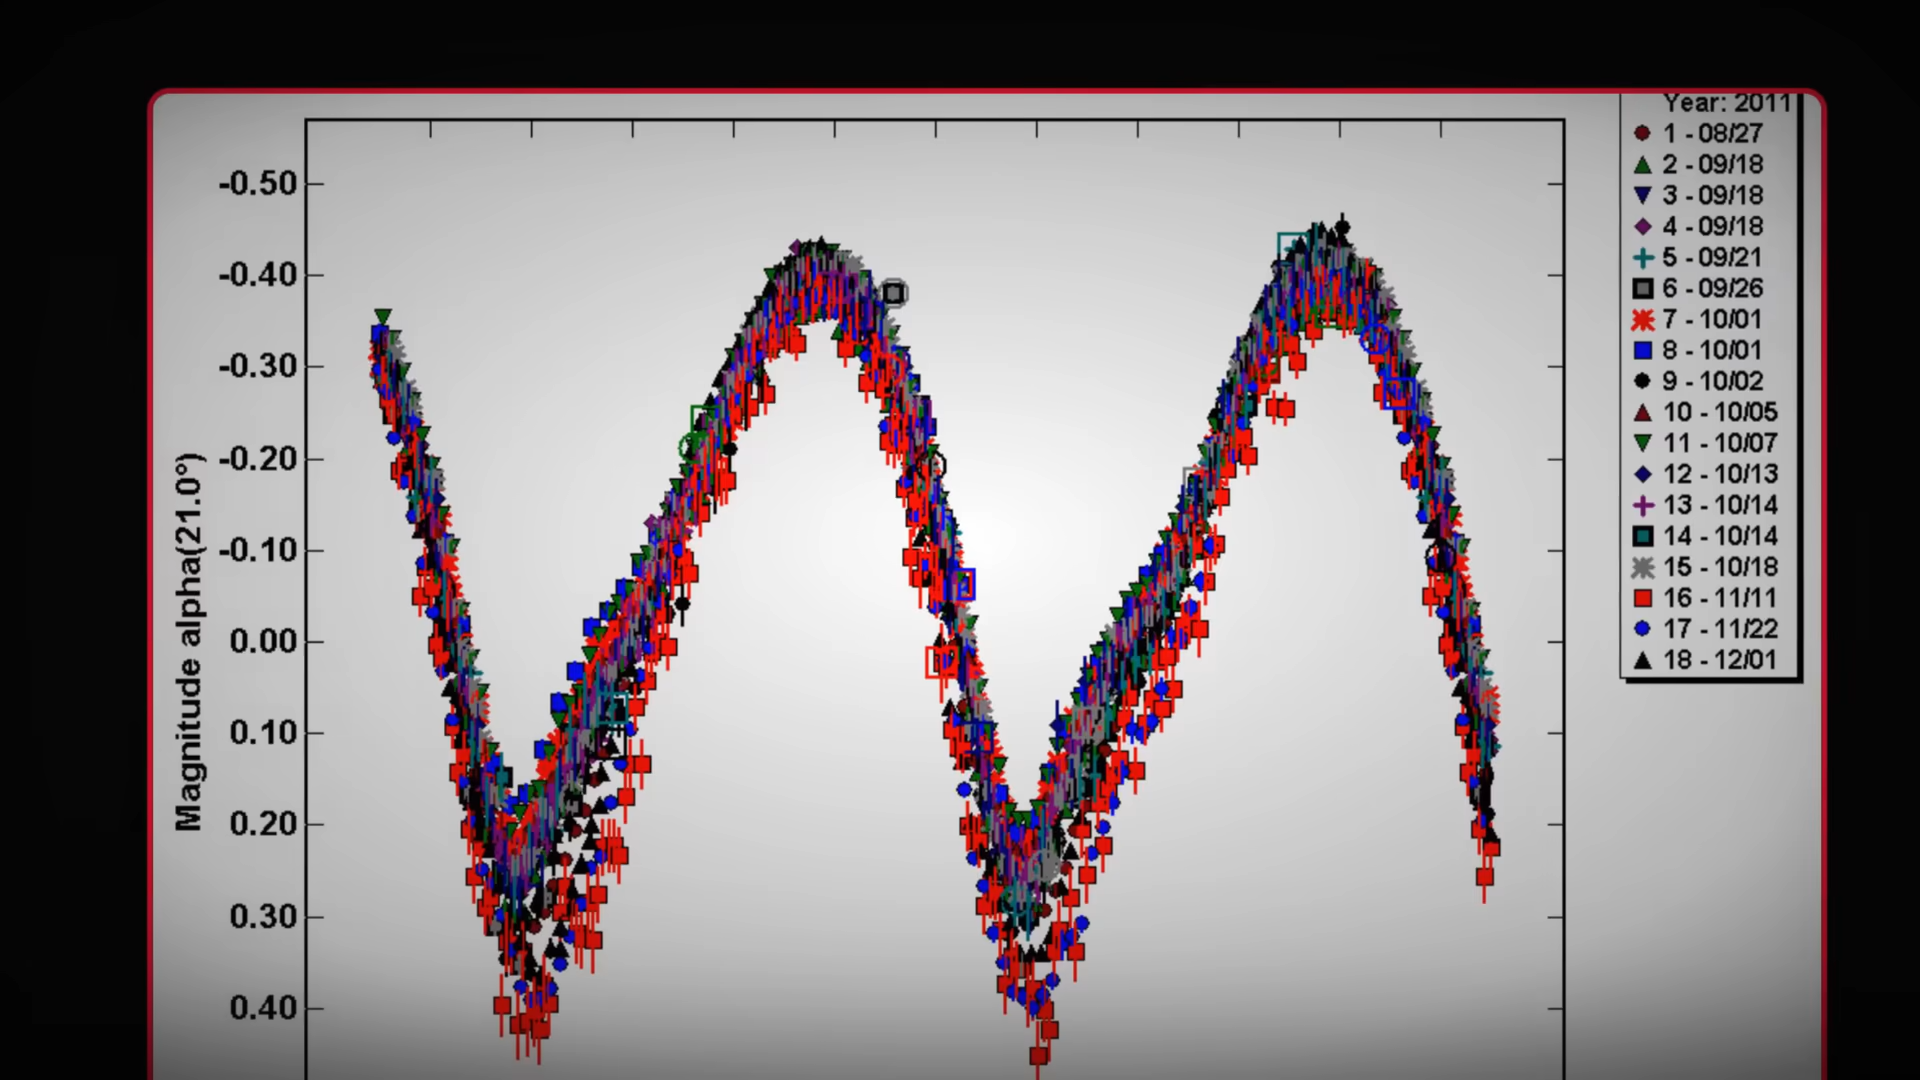 Year: 2011
1 - 08/27
2 - 09/18
3 - 09/18
4 - 09/18
5 - 09/21
6 - 09/26
7 - 10/01
8 - 10/01
9 - 10/02
10 - 10/05
11 - 10/07
12 - 10/13
13 - 10/14
14 - 10/14
15 - 10/18
16 - 11/11
17 - 11/22
18 - 12/01
Magnitude alpha(21.0°)
-0.50
-0.40
-0.30
-0.20
-0.10
0.00
0.10
0.20
0.30
0.40